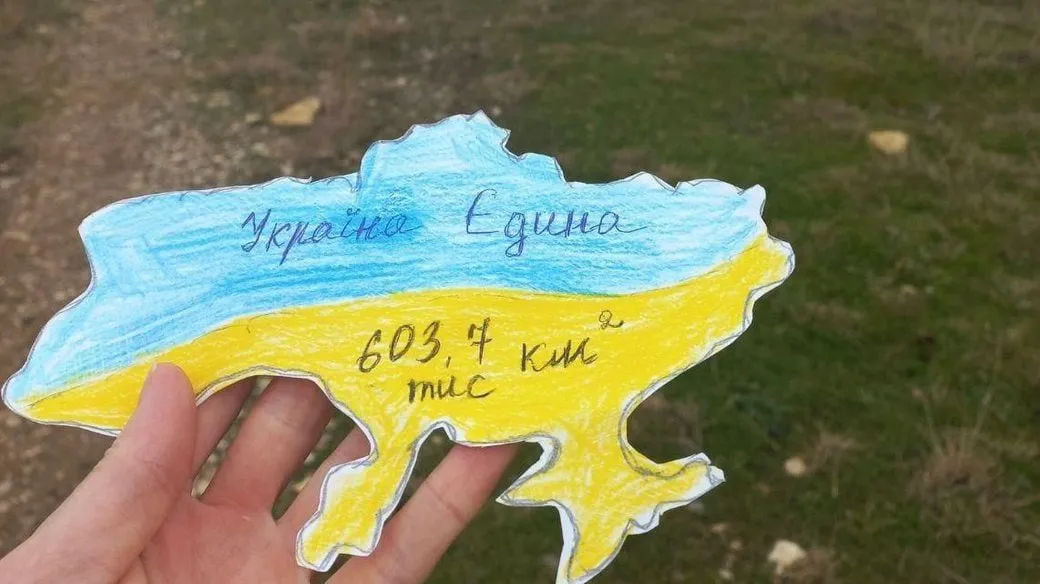 Україна Єдина
603,7 км²
тис